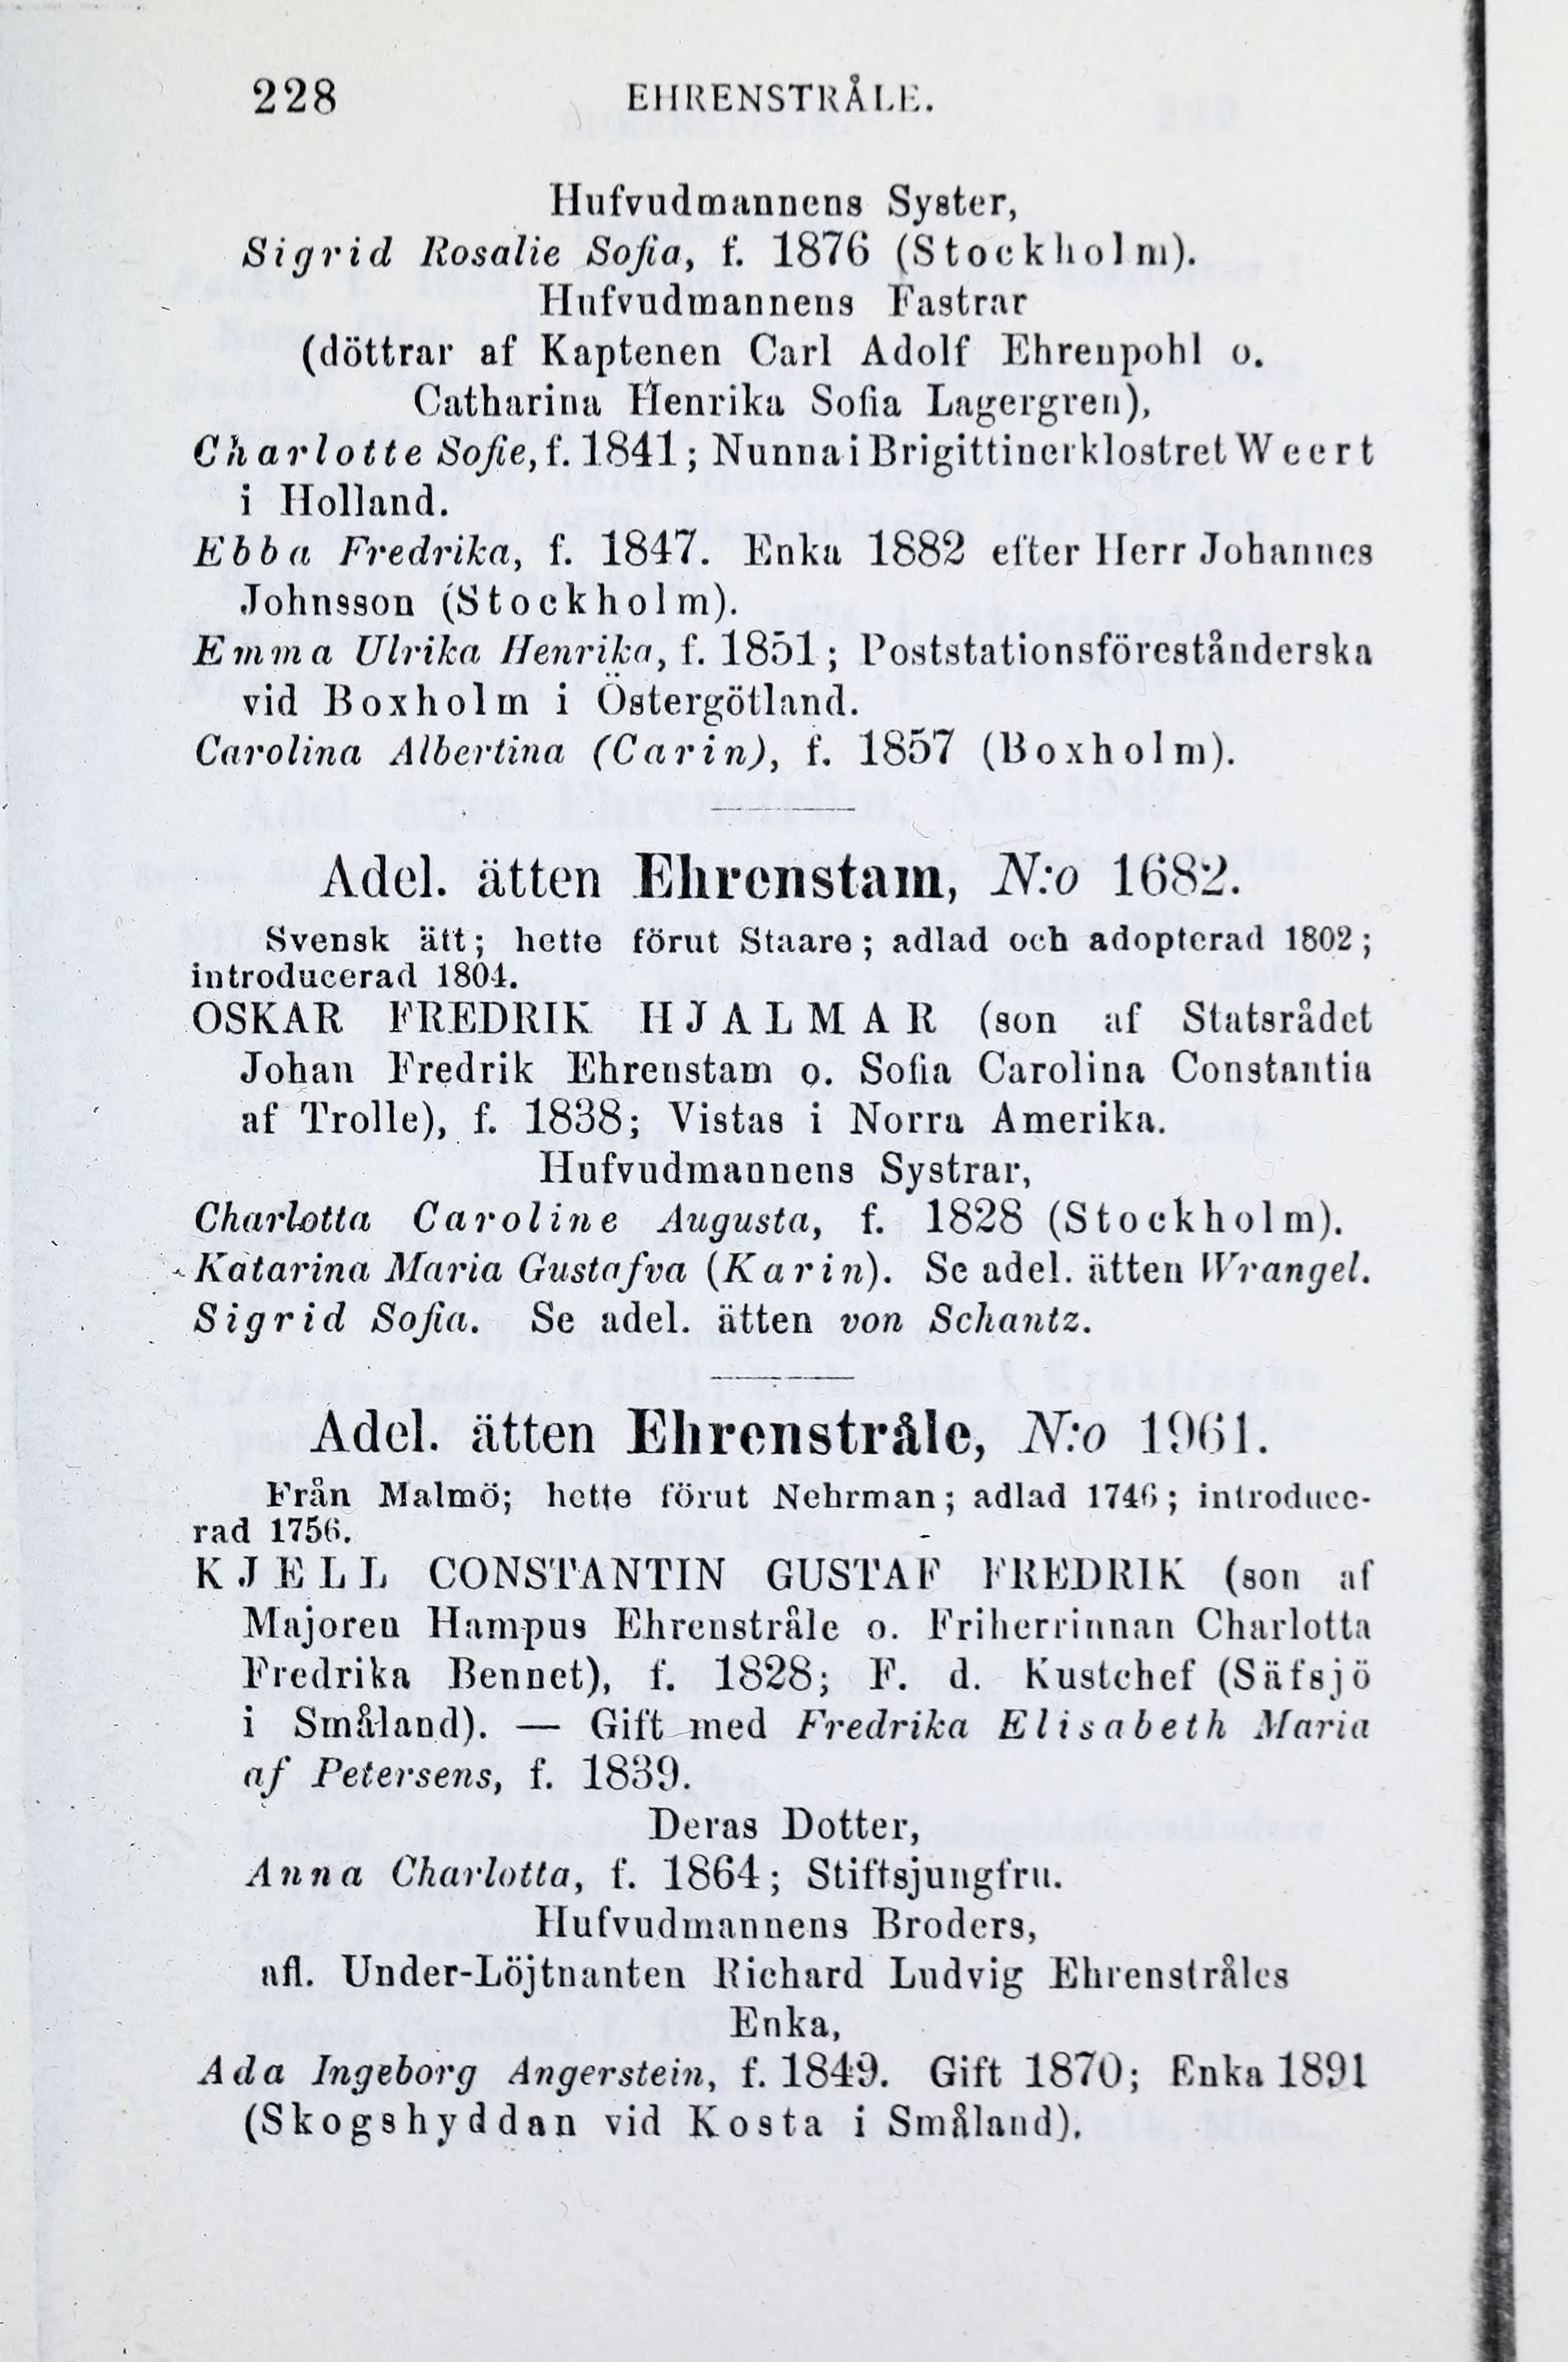 228 EHRENSTRÅLE.
Hufvudmannens Syster,
Sigrid Rosalie Sofia, f. 1876 (Stockholm).
Hufvudmannens Fastrar
(döttrar af Kaptenen Carl Adolf Ehrenpohl o.
Catharina Henrika Sofia Lagergren),
Charlotte Sofie, f. 1841; Nunna i Brigittinerklostret Weert
i Holland.
Ebba Fredrika, f. 1847. Enka 1882 efter Herr Johannes
Johnsson (Stockholm).
Emma Ulrika Henrika, f. 1851; Poststationsföreståndersка
vid Boxholm i Östergötland.
Carolina Albertina (Carin), f. 1857 (Boxholm).
Adel. ätten Ehrenstam, N:o 1682.
Svensk ätt; hette förut Staare; adlad och adopterad 1802;
introducerad 1804.
OSKAR FREDRIK HJALMAR (son af Statsrådet
Johan Fredrik Ehrenstam o. Sofia Carolina Constantia
af Trolle), f. 1838; Vistas i Norra Amerika.
Hufvudmannens Systrar,
Charlotta Caroline Augusta, f. 1828 (Stockholm).
Katarina Maria Gustafva (Karin). Se adel. ätten Wrangel.
Sigrid Sofia. Se adel. ätten von Schantz.
Adel. ätten Ehrenstråle, N:o 1961.
Från Malmö; hette förut Nehrman; adlad 1746; introduce-
rad 1756.
KJELL CONSTANTIN GUSTAF FREDRIK (son af
Majoren Hampus Ehrenstråle o. Friherrinnan Charlotta
Fredrika Bennet), f. 1828; F. d. Kustchef (Säfsjö
i Småland). — Gift med Fredrika Elisabeth Maria
af Petersens, f. 1839.
Deras Dotter,
Anna Charlotta, f. 1864; Stiftsjungfru.
Hufvudmannens Broders,
afl. Under-Löjtnanten Richard Ludvig Ehrenstråles
Enka,
Ada Ingeborg Angerstein, f. 1849. Gift 1870; Enka 1891
(Skogshyddan vid Kosta i Småland).